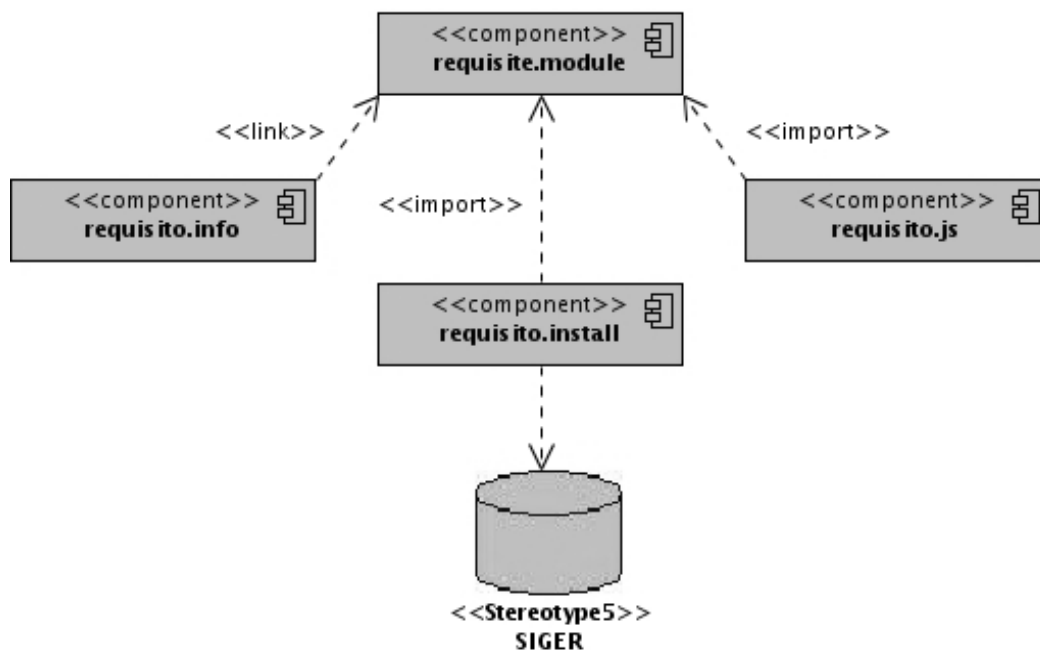 <<component>>
requisite.module
<<link>>
<<import>>
<<component>>
requisito.info
<<import>>
<<component>>
requisito.js
<<component>>
requisito.install
<<Stereotype5>>
SIGER